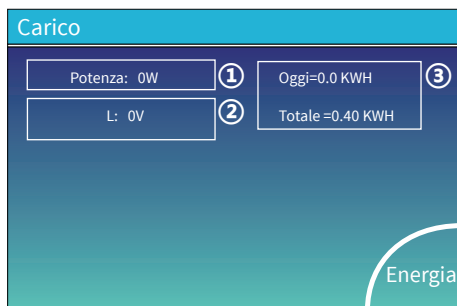 Carico
Potenza: 0W
①
L: 0V
②
Oggi=0.0 KWH
③
Totale =0.40 KWH
Energia